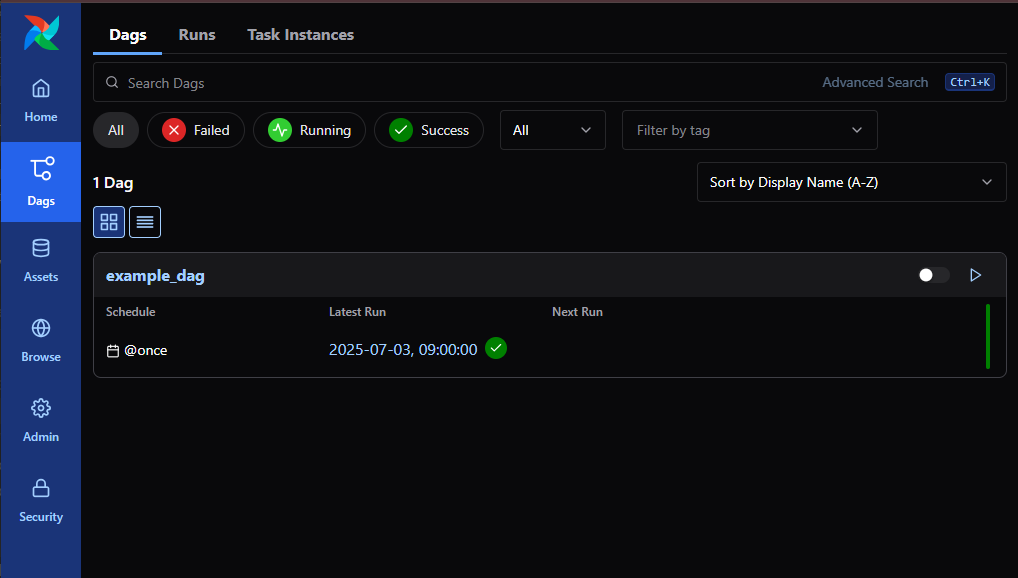 Dags Runs Task Instances
Search Dags Advanced Search Ctrl+K
All Failed Running Success All Filter by tag
1 Dag Sort by Display Name (A-Z)
example_dag
Schedule Latest Run Next Run
@once 2025-07-03, 09:00:00
Home
Dags
Assets
Browse
Admin
Security